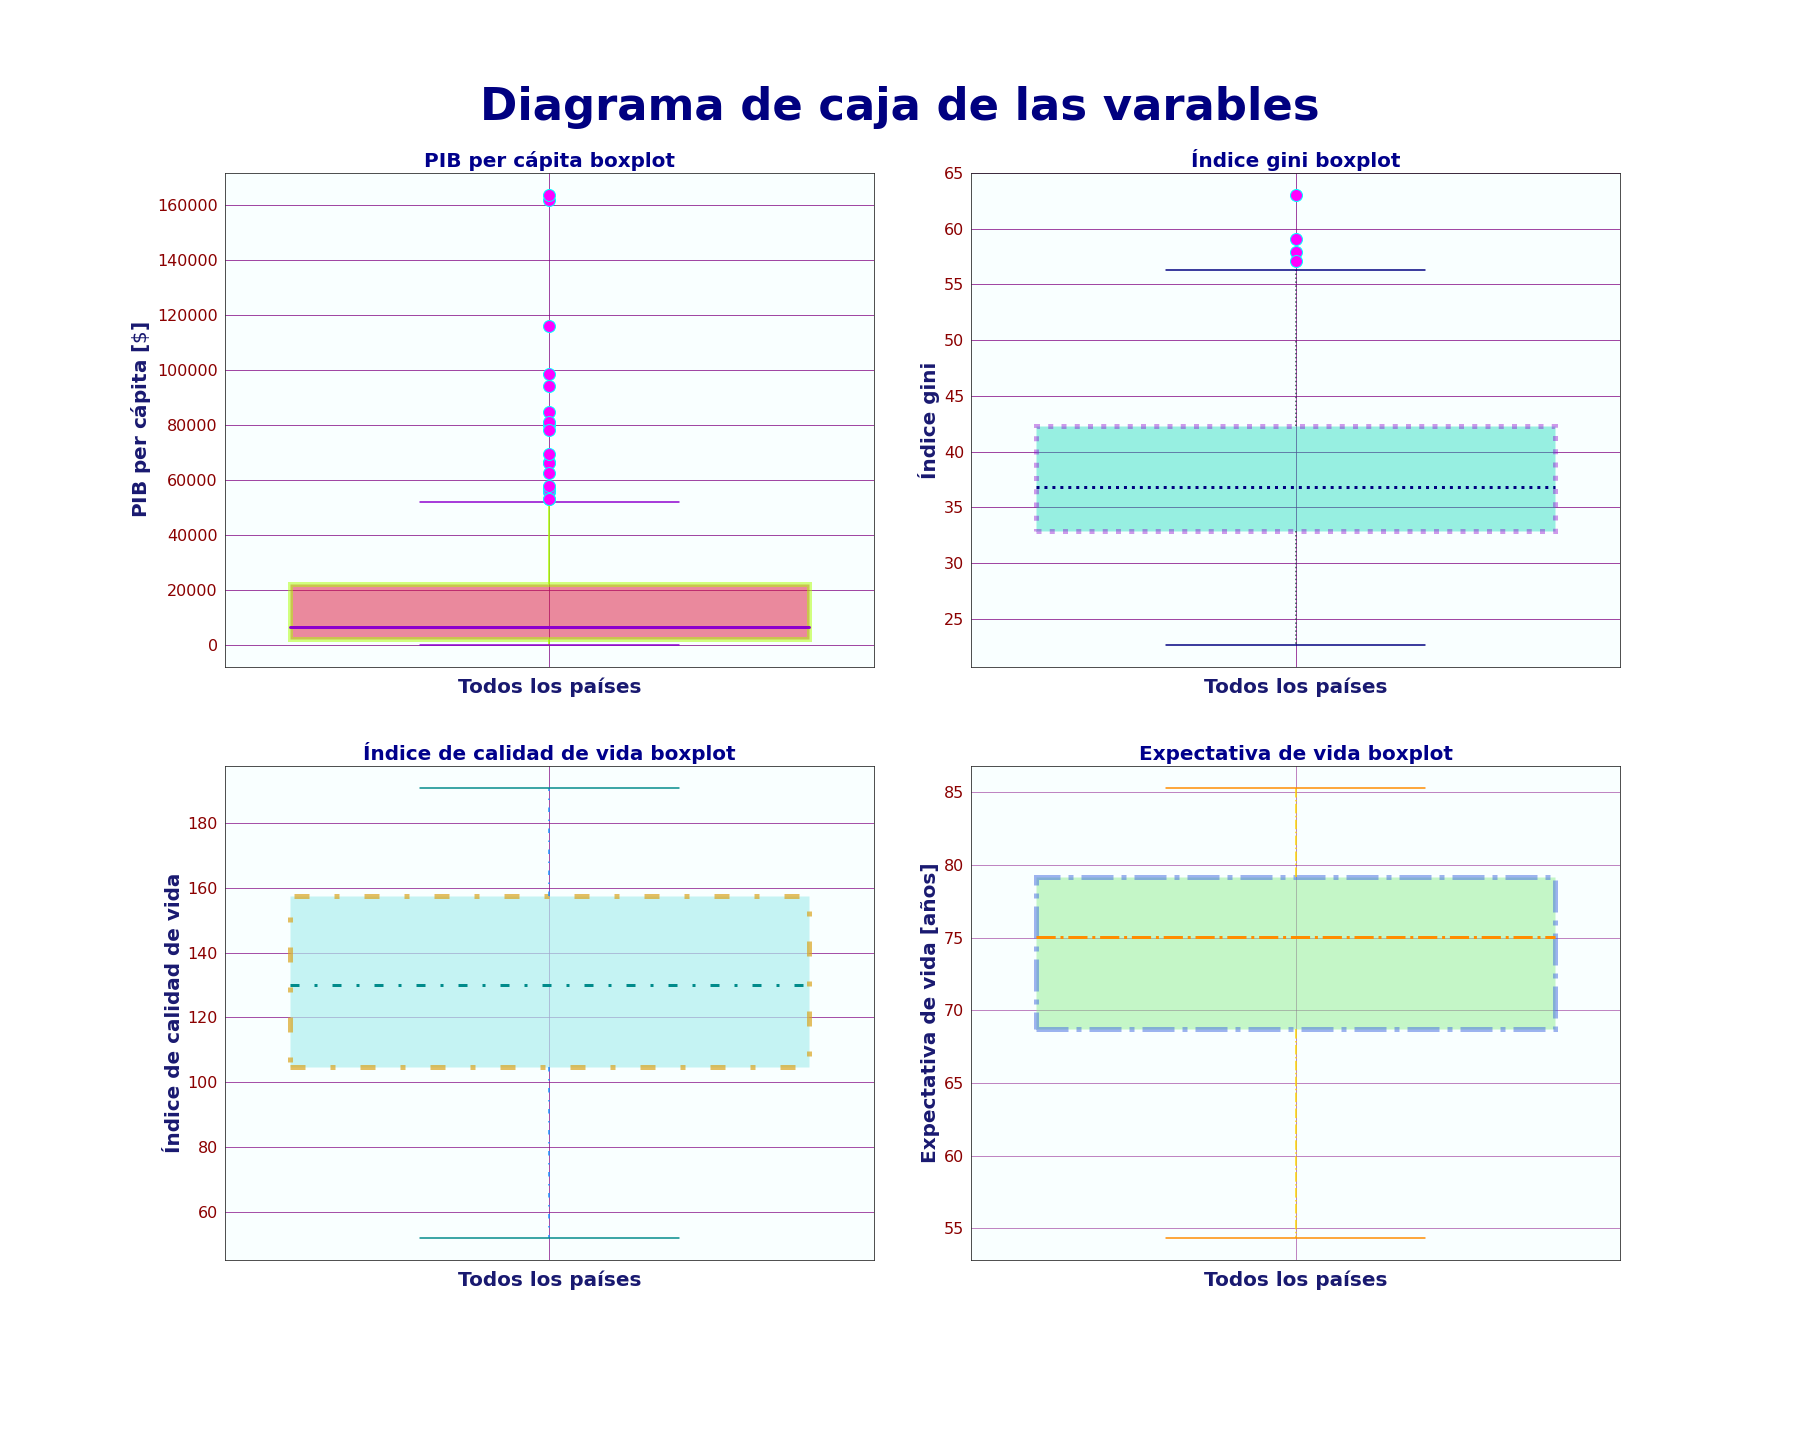 Diagrama de caja de las varables
PIB per cápita boxplot
160000
140000
120000
100000
80000
60000
40000
20000
0
PIB per cápita [$]
Todos los países
Índice gini boxplot
65
60
55
50
45
40
35
30
25
Índice gini
Todos los países
Índice de calidad de vida boxplot
180
160
140
120
100
80
60
Índice de calidad de vida
Todos los países
Expectativa de vida boxplot
85
80
75
70
65
60
55
Expectativa de vida [años]
Todos los países